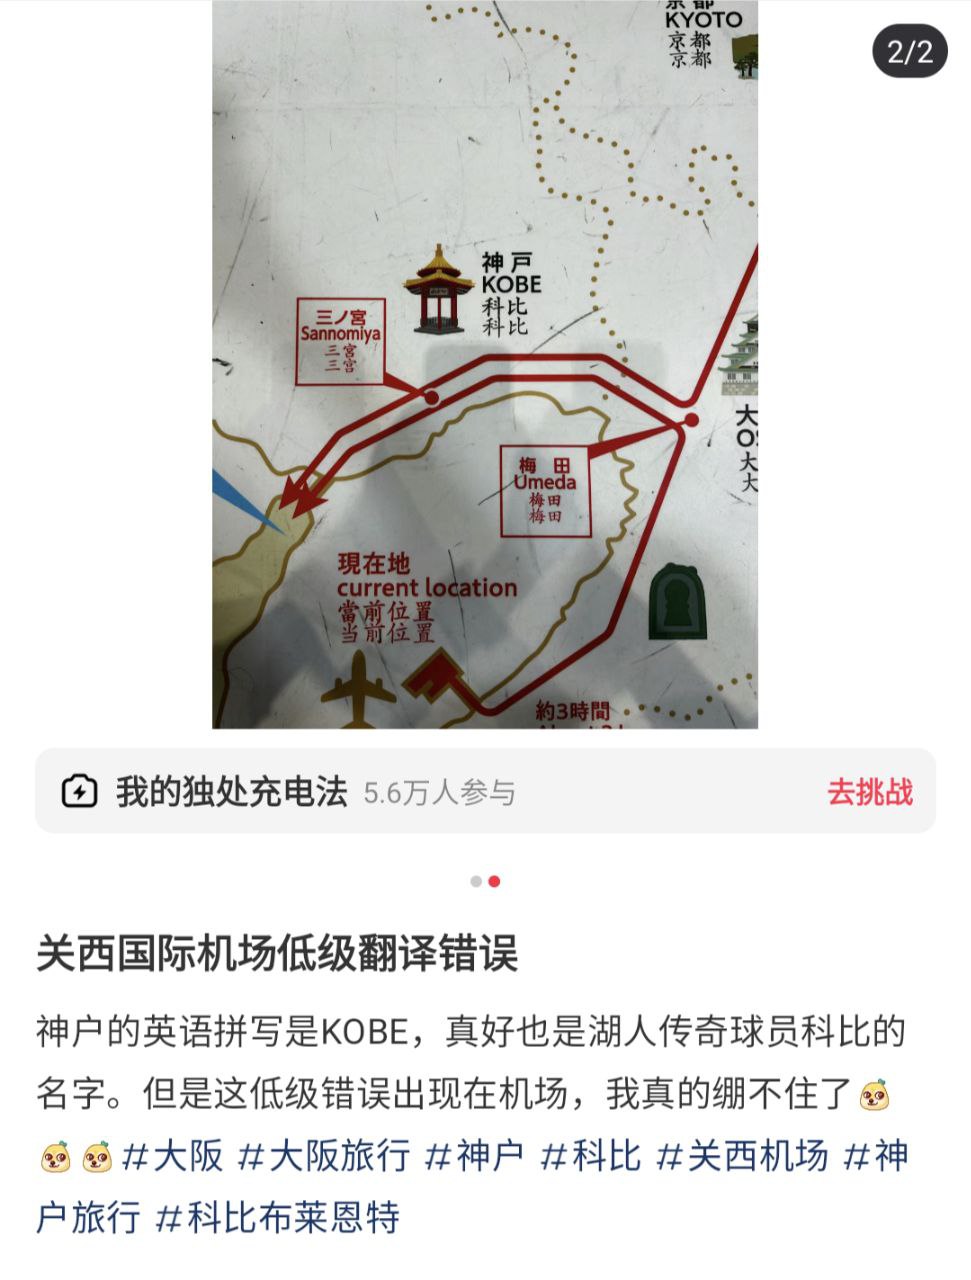 京都
KYOTO
京都
京都
2/2
神戸
KOBE
科比
科比
三ノ宮
Sannomiya
三宮
三宫
大
大
大
梅田
Umeda
梅田
梅田
現在地
current location
當前位置
当前位置
約3時間
我的独处充电法 5.6万人参与 去挑战
关西国际机场低级翻译错误
神户的英语拼写是KOBE，真好也是湖人传奇球员科比的
名字。但是这低级错误出现在机场，我真的绷不住了
#大阪 #大阪旅行 #神户 #科比 #关西机场 #神
户旅行 #科比布莱恩特